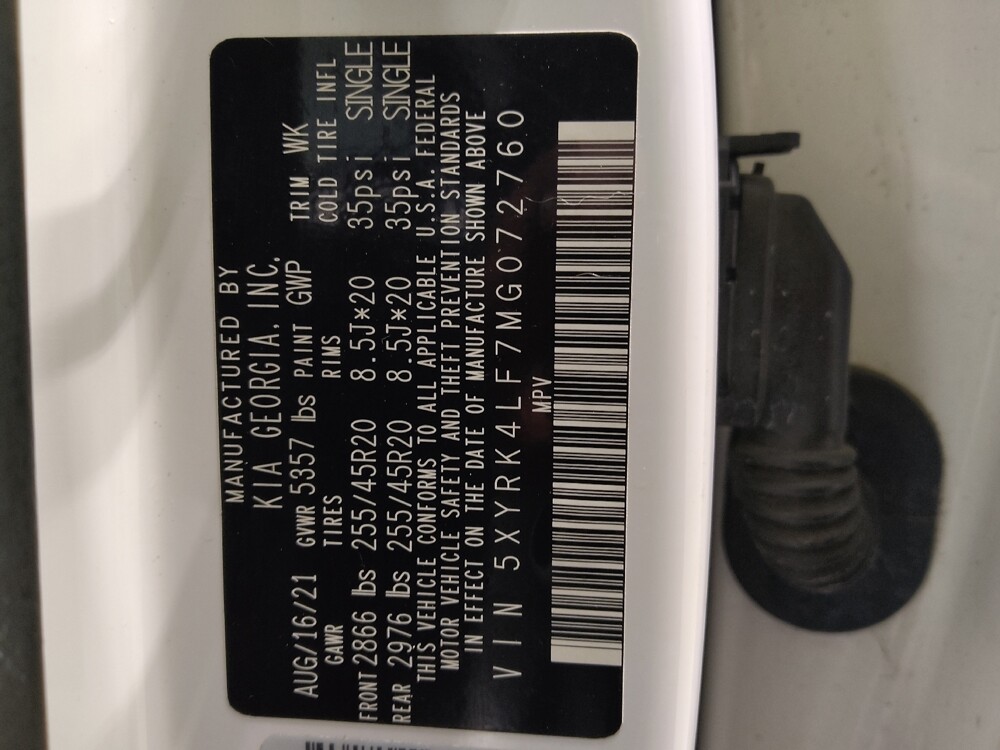 MANUFACTURED BY
KIA GEORGIA, INC.
AUG/16/21 GVWR 5357 lbs PAINT GWP TRIM WK
GAWR TIRES RIMS COLD TIRE INFL
FRONT 2866 lbs 255/45R20 8.5J*20 35psi SINGLE
REAR 2976 lbs 255/45R20 8.5J*20 35psi SINGLE
THIS VEHICLE CONFORMS TO ALL APPLICABLE U.S.A. FEDERAL
MOTOR VEHICLE SAFETY AND THEFT PREVENTION STANDARDS
IN EFFECT ON THE DATE OF MANUFACTURE SHOWN ABOVE
VIN 5XYRK4LF7MG072760
MPV